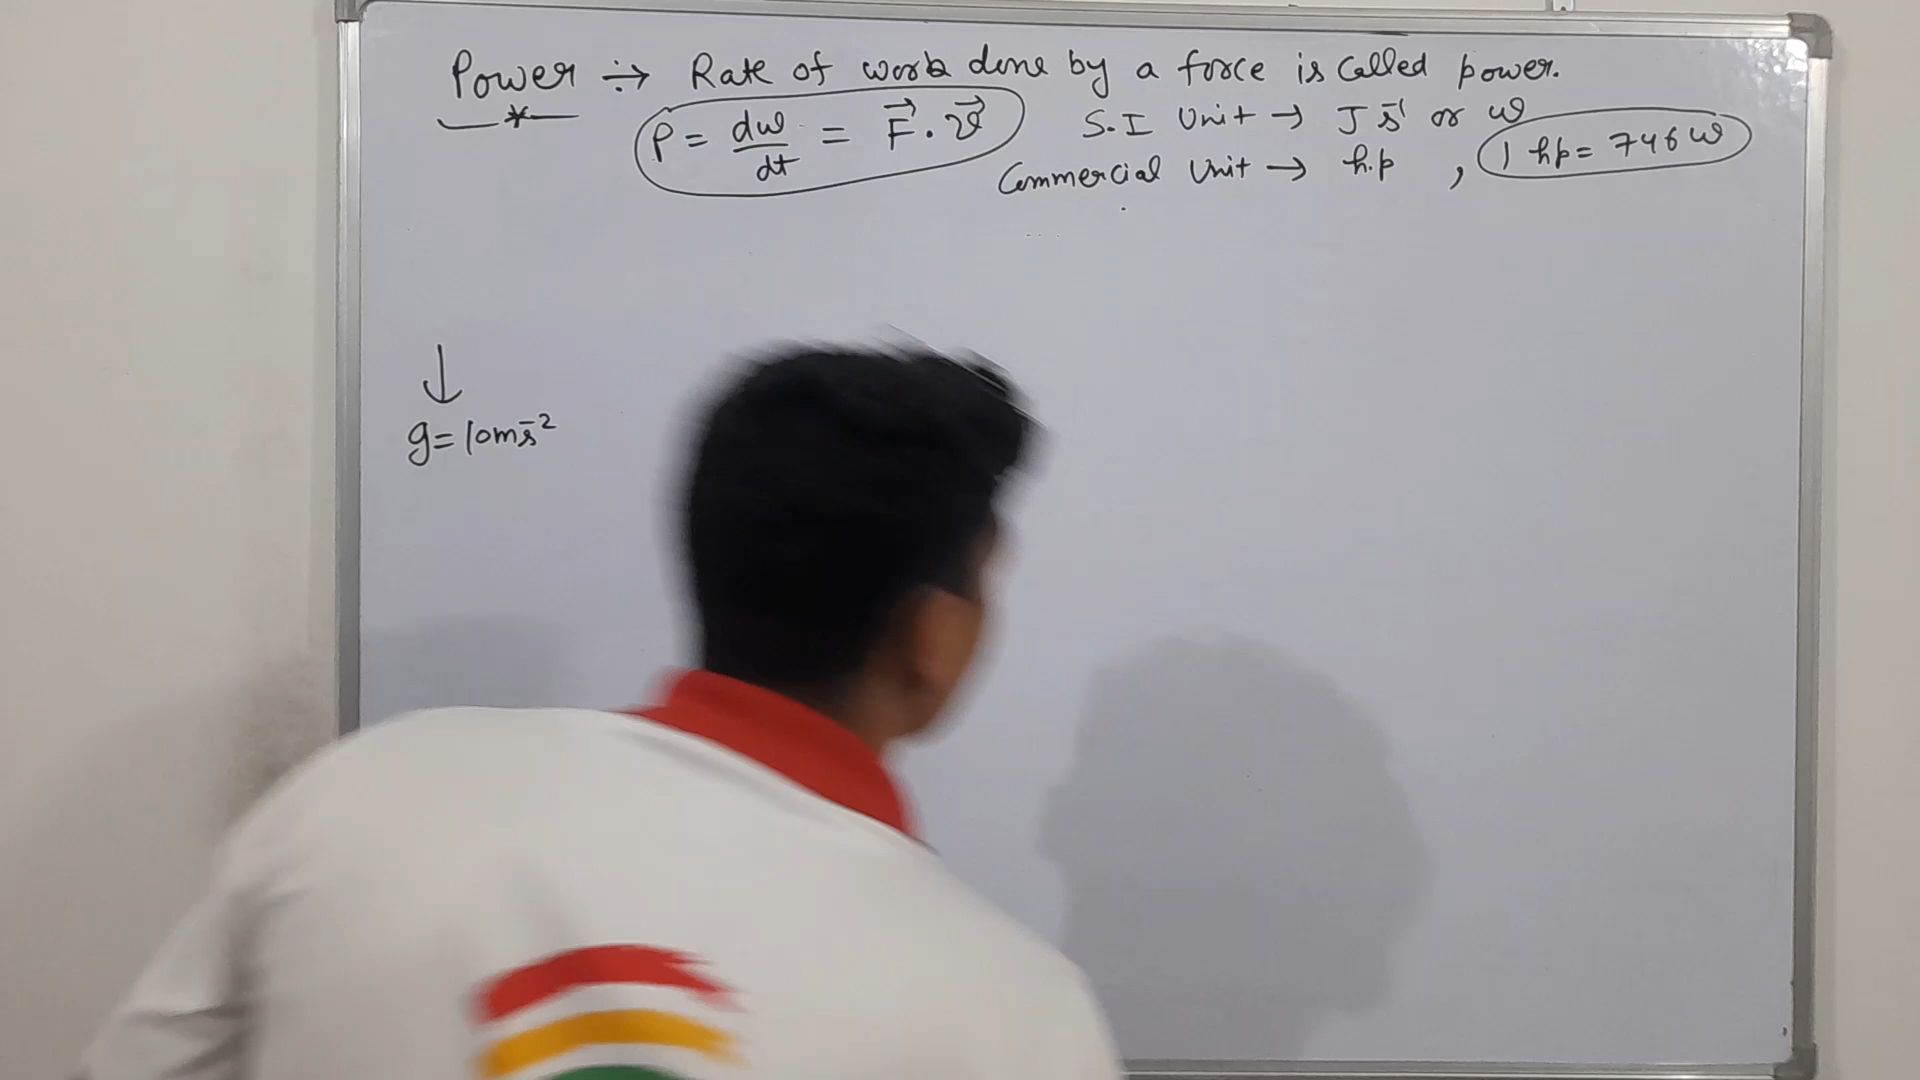 Power ÷→ Rate of work done by a force is called power.
P = dw/dt = F⃗ . v⃗
S.I Unit → J s⁻¹ or w
Commercial Unit → h.p , 1 hp = 746 w
↓
g = 10 m s⁻²